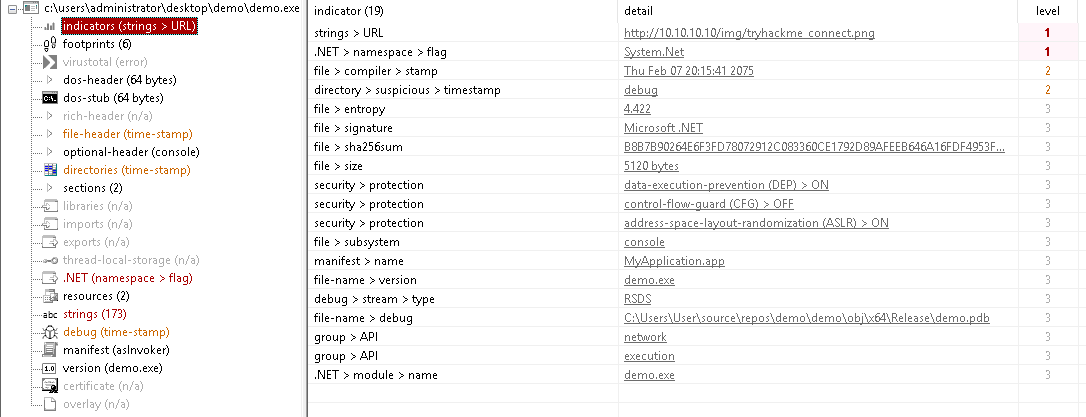 c:\users\administrator\desktop\demo\demo.exe
indicators (strings > URL)
footprints (6)
virustotal (error)
dos-header (64 bytes)
dos-stub (64 bytes)
rich-header (n/a)
file-header (time-stamp)
optional-header (console)
directories (time-stamp)
sections (2)
libraries (n/a)
imports (n/a)
exports (n/a)
thread-local-storage (n/a)
.NET (namespace > flag)
resources (2)
abc strings (173)
debug (time-stamp)
manifest (asInvoker)
1.0 version (demo.exe)
certificate (n/a)
overlay (n/a)
indicator (19) detail level
strings > URL http://10.10.10.10/img/tryhackme_connect.png 1
.NET > namespace > flag System.Net 1
file > compiler > stamp Thu Feb 07 20:15:41 2075 2
directory > suspicious > timestamp debug 2
file > entropy 4.422 3
file > signature Microsoft .NET 3
file > sha256sum B8B7B90264E6F3FD78072912C083360CE1792D89AFEEB646A16FDF4953F... 3
file > size 5120 bytes 3
security > protection data-execution-prevention (DEP) > ON 3
security > protection control-flow-guard (CFG) > OFF 3
security > protection address-space-layout-randomization (ASLR) > ON 3
file > subsystem console 3
manifest > name MyApplication.app 3
file-name > version demo.exe 3
debug > stream > type RSDS 3
file-name > debug C:\Users\User\source\repos\demo\demo\obj\x64\Release\demo.pdb 3
group > API network 3
group > API execution 3
.NET > module > name demo.exe 3